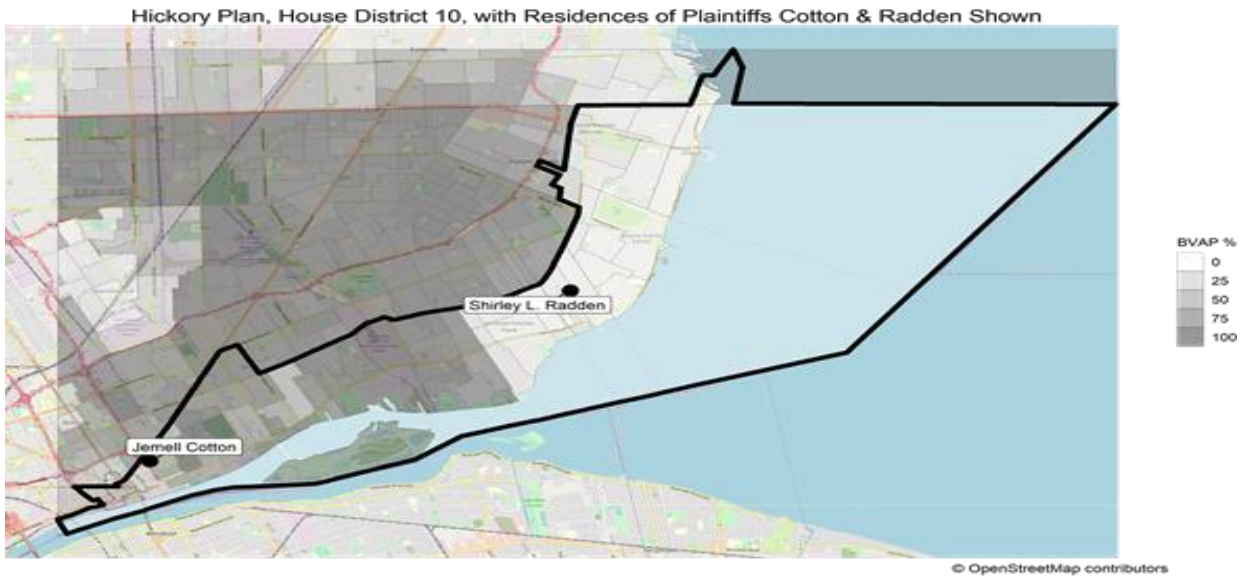 Hickory Plan, House District 10, with Residences of Plaintiffs Cotton & Radden Shown
Shirley L. Radden
Jemell Cotton
BVAP %
0
25
50
75
100
© OpenStreetMap contributors